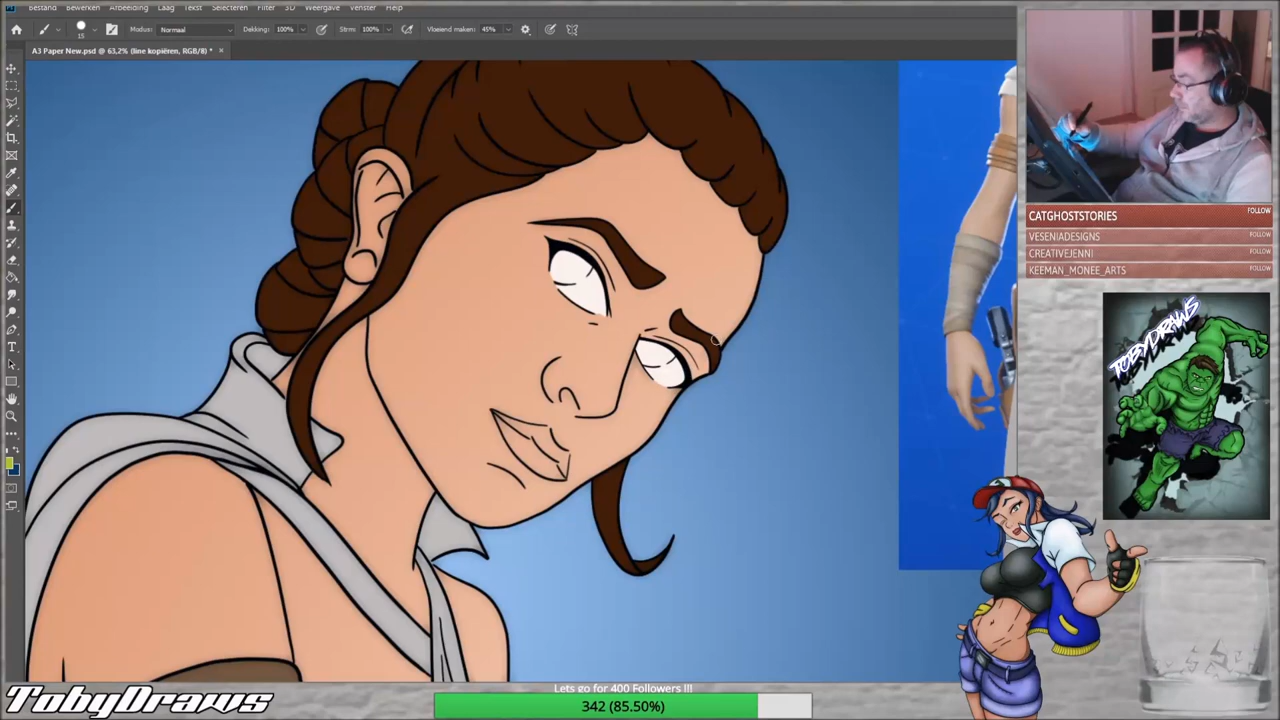 Bestand Bewerken Afbeelding Laag Selecteren Filter 3D Weergave Venster Help
15 Modus: Normaal Dekking: 100% Strm: 100% Vloeiend maken: 45%
A3 Paper New.psd @ 63,2% (line kopiëren, RGB/8) * ×
CATGHOSTSTORIES FOLLOW
VESENIADESIGNS FOLLOW
CREATIVEJENNI FOLLOW
KEEMAN_MONEE_ARTS FOLLOW
TOBYDRAWS
TobyDraws
Lets go for 400 Followers !!!
342 (85.50%)